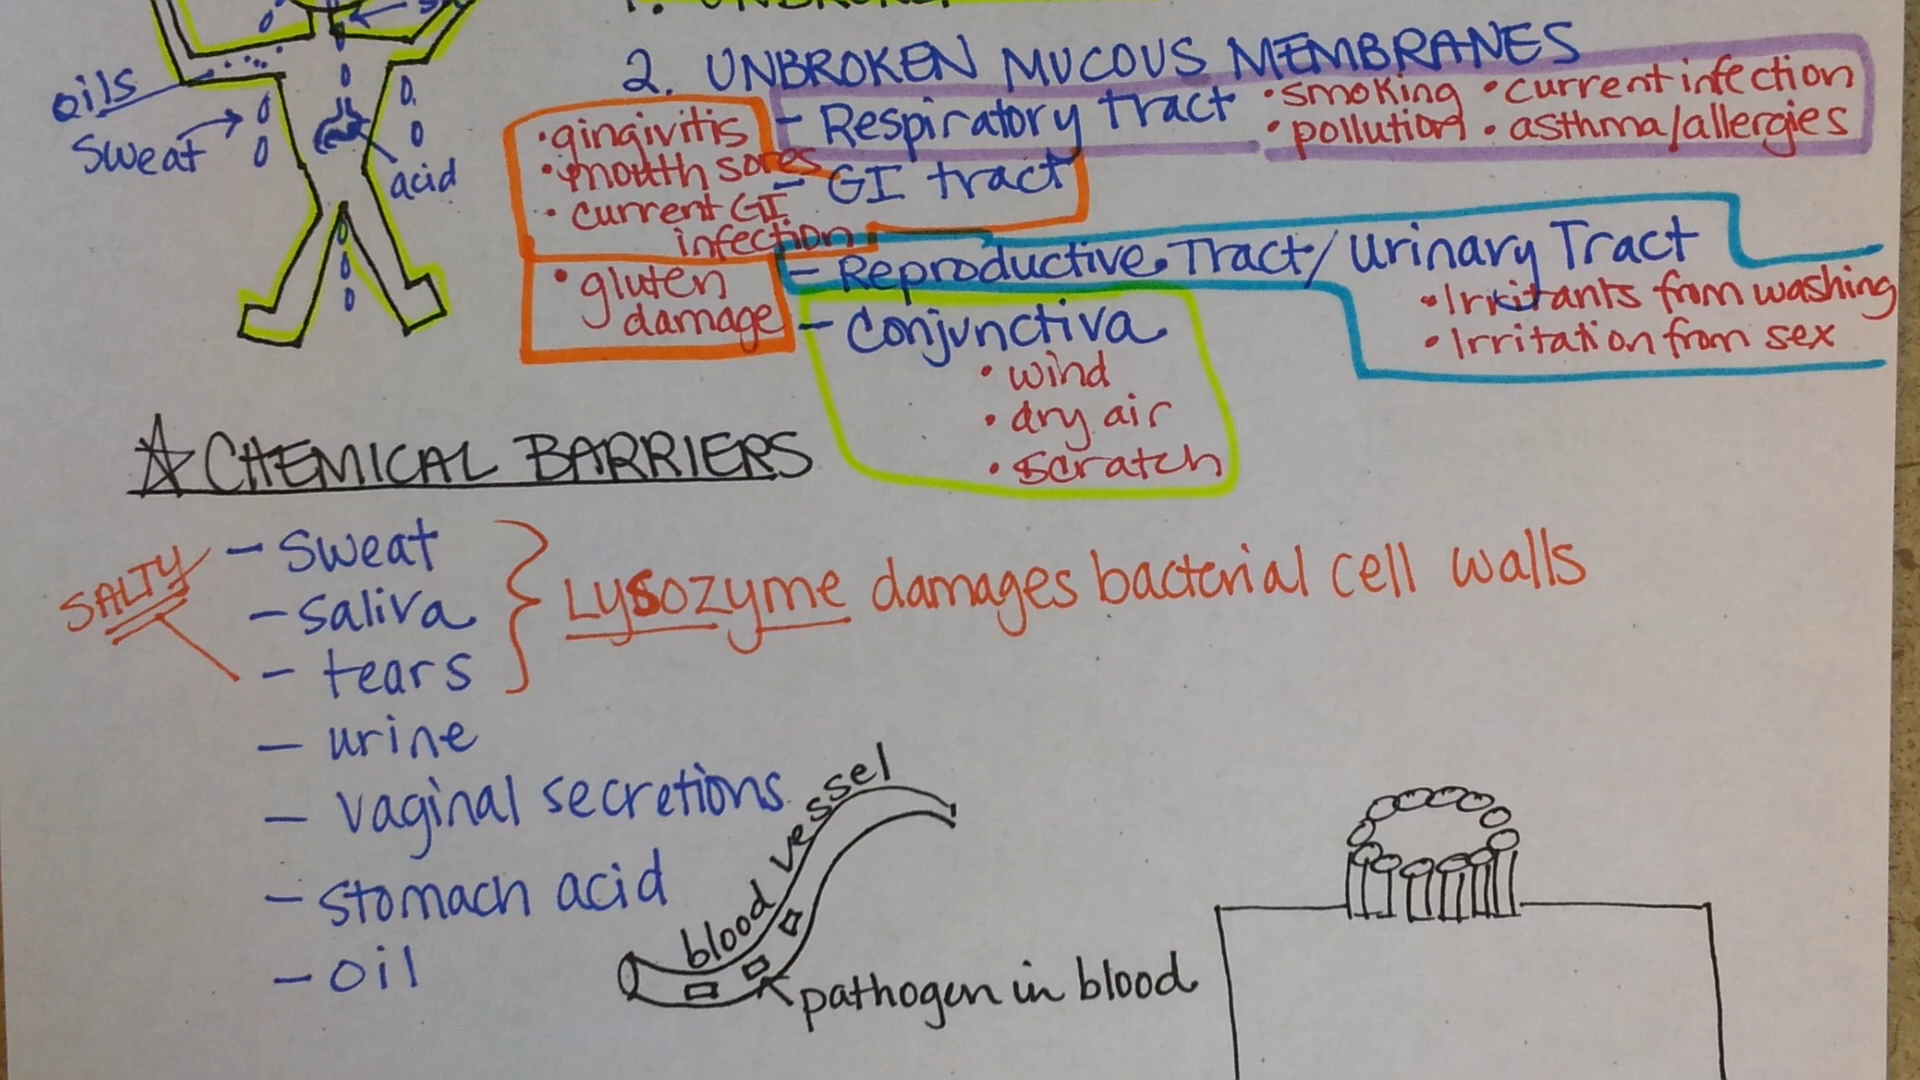 1. UNBROKEN
2. UNBROKEN MUCOUS MEMBRANES
oils
sweat
acid
- Respiratory tract
• smoking • current infection
• pollution • asthma/allergies
• gingivitis
• mouth sores
• current GI
infection
- GI tract
• gluten
damage
- Reproductive Tract/Urinary Tract
• Irritants from washing
• Irritation from sex
- Conjunctiva
• wind
• dry air
• scratch
CHEMICAL BARRIERS
SALTY
- sweat
- saliva
- tears
Lysozyme damages bacterial cell walls
- urine
- vaginal secretions
- stomach acid
- oil
blood vessel
pathogen in blood